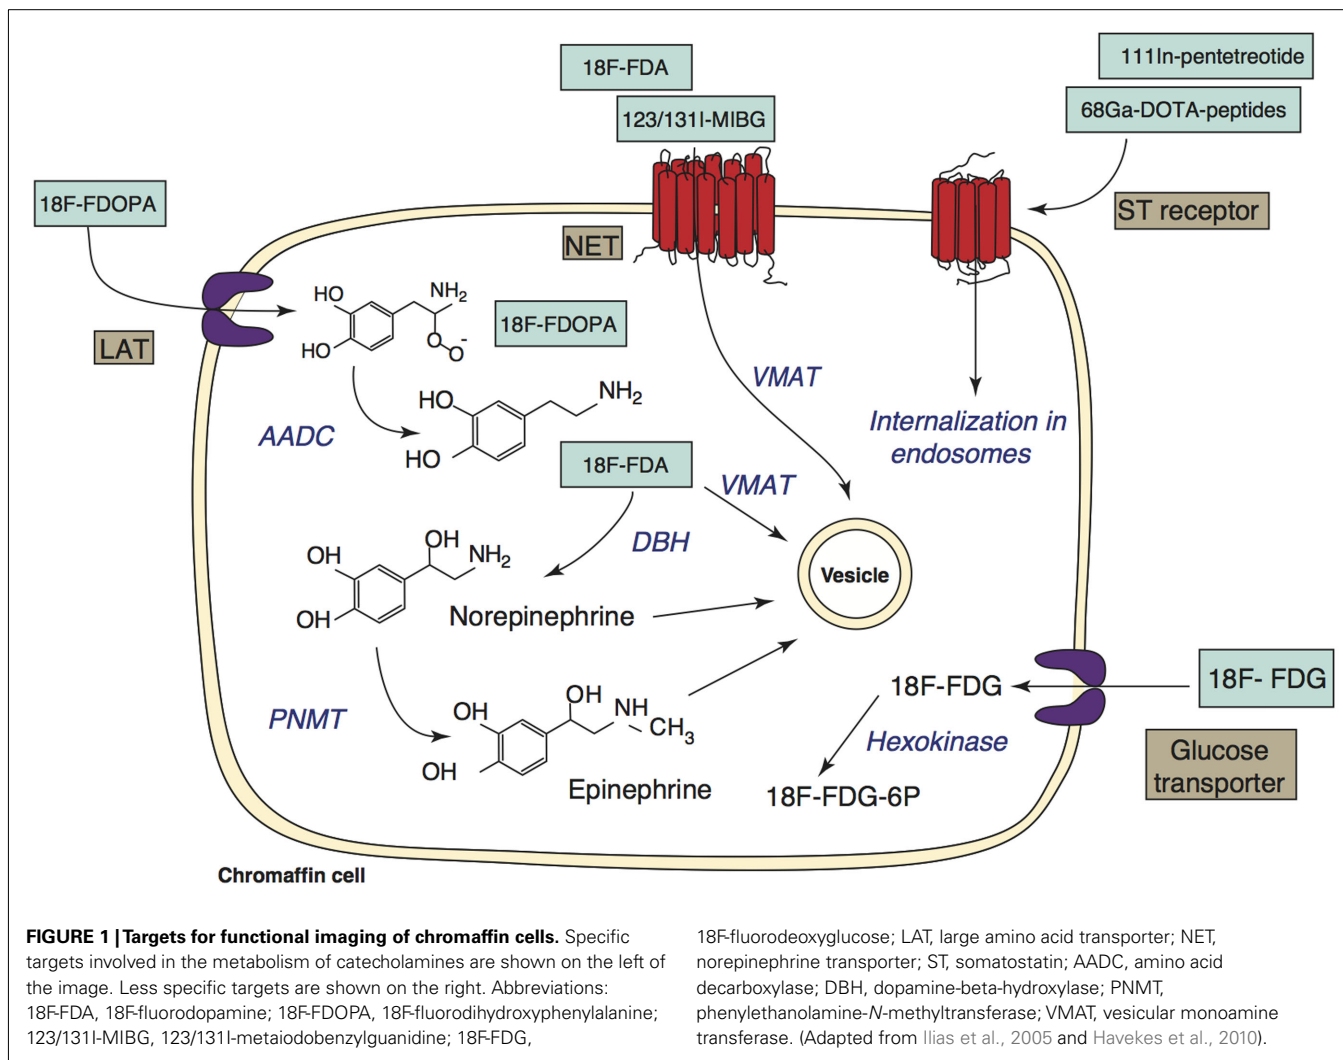 18F-FDA
111In-pentetreotide
123/131I-MIBG
68Ga-DOTA-peptides
18F-FDOPA
ST receptor
NET
HO
NH2
18F-FDOPA
O
HO
O-
LAT
VMAT
HO
NH2
AADC
HO
Internalization in
endosomes
18F-FDA
VMAT
OH
DBH
OH
NH2
Vesicle
OH
Norepinephrine
18F-FDG
18F- FDG
OH
NH
OH
CH3
PNMT
Hexokinase
Glucose
transporter
OH
Epinephrine
18F-FDG-6P
Chromaffin cell
FIGURE 1 | Targets for functional imaging of chromaffin cells. Specific
targets involved in the metabolism of catecholamines are shown on the left of
the image. Less specific targets are shown on the right. Abbreviations:
18F-FDA, 18F-fluorodopamine; 18F-FDOPA, 18F-fluorodihydroxyphenylalanine;
123/131I-MIBG, 123/131I-metaiodobenzylguanidine; 18F-FDG,
18F-fluorodeoxyglucose; LAT, large amino acid transporter; NET,
norepinephrine transporter; ST, somatostatin; AADC, amino acid
decarboxylase; DBH, dopamine-beta-hydroxylase; PNMT,
phenylethanolamine-N-methyltransferase; VMAT, vesicular monoamine
transferase. (Adapted from Ilias et al., 2005 and Havekes et al., 2010).